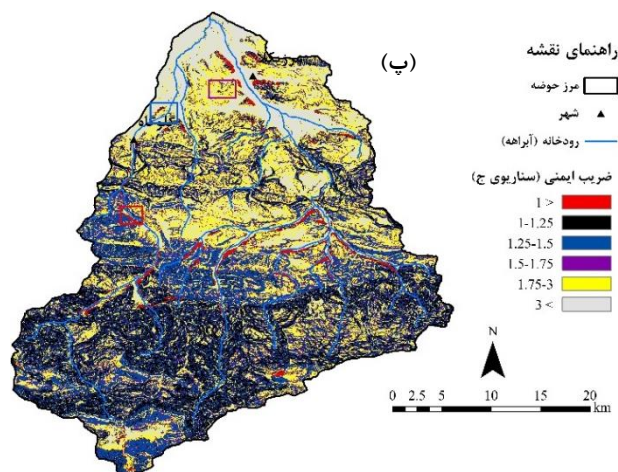 (پ)
راهنمای نقشه
مرز حوضه
شهر
رودخانه (آبراهه)
ضریب ایمنی (سناریوی ج)
1 >
1-1.25
1.25-1.5
1.5-1.75
1.75-3
3 <
N
0 2.5 5 10 15 20
km